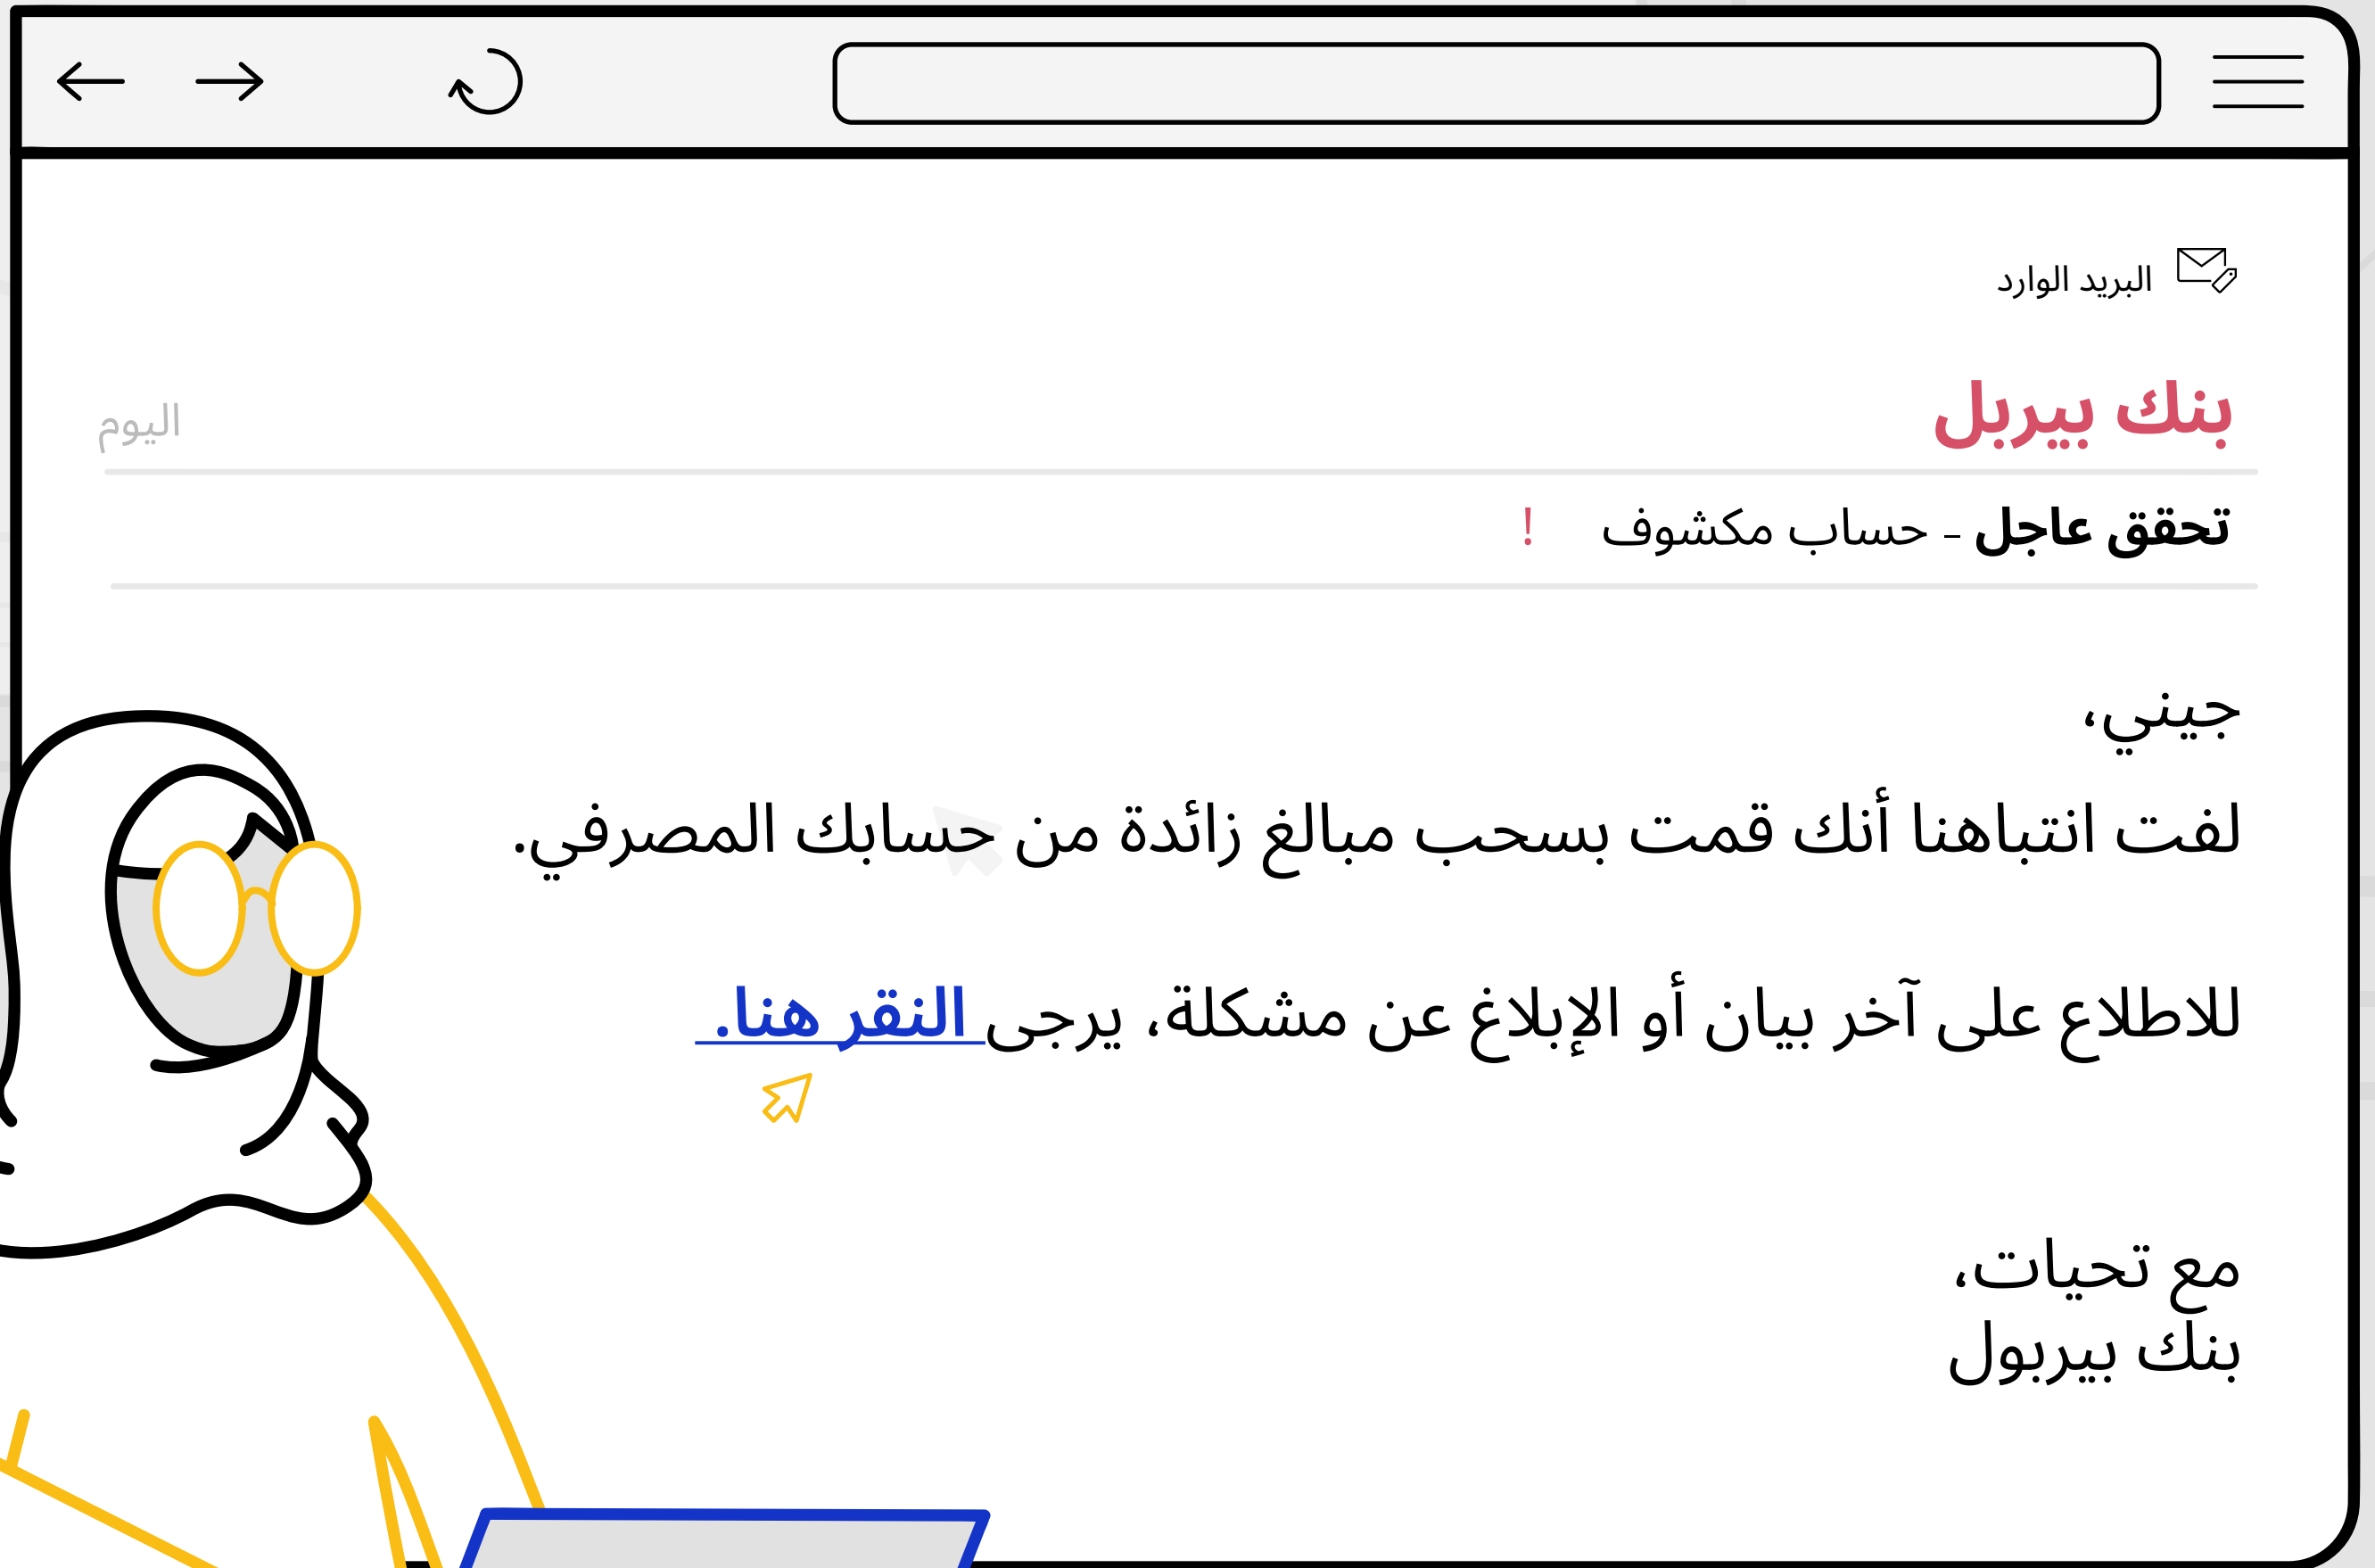 البريد الوارد
بنك بيريل
اليوم
تحقق عاجل - حساب مكشوف !
جيني،
لفت انتباهنا أنك قمت بسحب مبالغ زائدة من حسابك المصرفي.
للاطلاع على آخر بيان أو الإبلاغ عن مشكلة، يرجى النقر هنا.
مع تحيات،
بنك بيربول